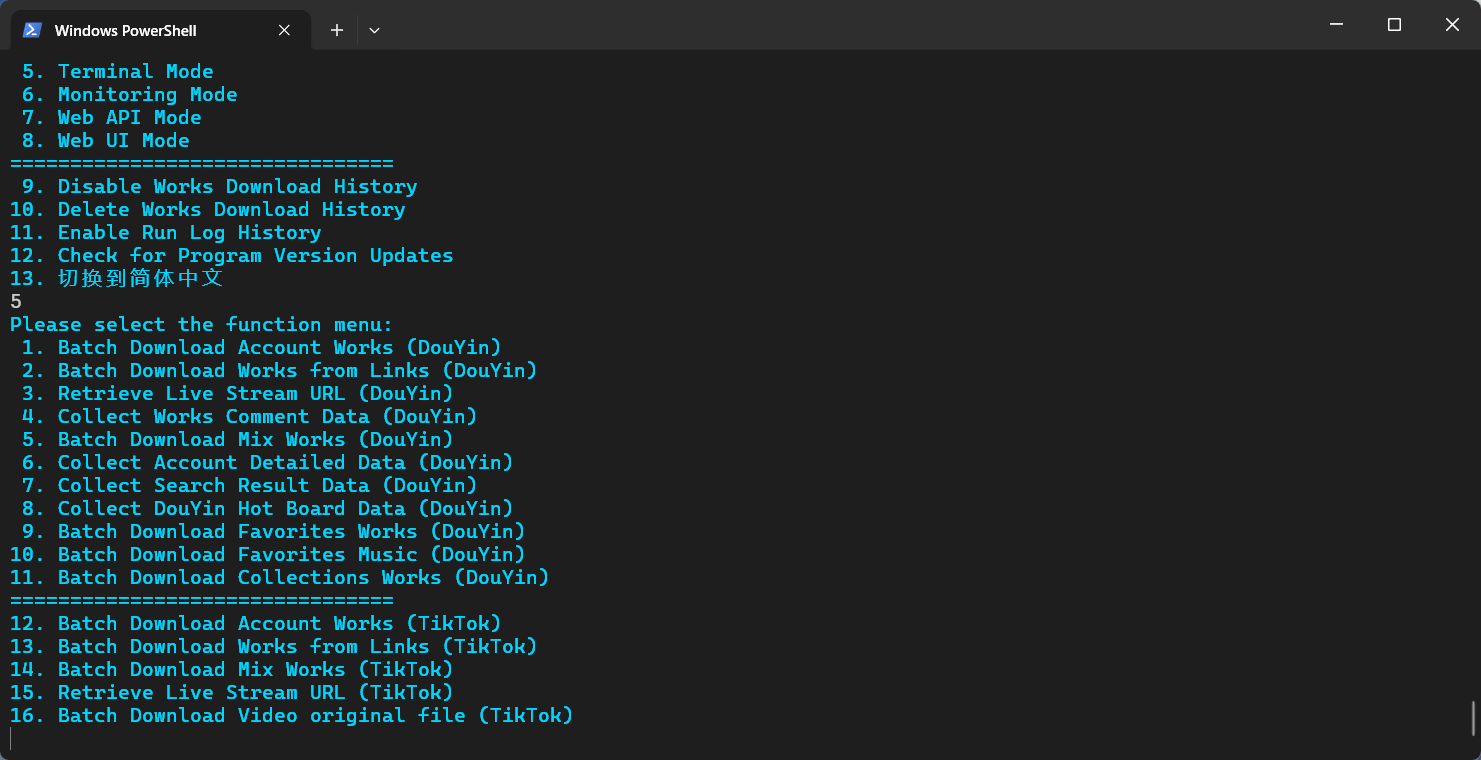 Windows PowerShell
5. Terminal Mode
6. Monitoring Mode
7. Web API Mode
8. Web UI Mode
================================
9. Disable Works Download History
10. Delete Works Download History
11. Enable Run Log History
12. Check for Program Version Updates
13. 切换到简体中文
5
Please select the function menu:
1. Batch Download Account Works (DouYin)
2. Batch Download Works from Links (DouYin)
3. Retrieve Live Stream URL (DouYin)
4. Collect Works Comment Data (DouYin)
5. Batch Download Mix Works (DouYin)
6. Collect Account Detailed Data (DouYin)
7. Collect Search Result Data (DouYin)
8. Collect DouYin Hot Board Data (DouYin)
9. Batch Download Favorites Works (DouYin)
10. Batch Download Favorites Music (DouYin)
11. Batch Download Collections Works (DouYin)
================================
12. Batch Download Account Works (TikTok)
13. Batch Download Works from Links (TikTok)
14. Batch Download Mix Works (TikTok)
15. Retrieve Live Stream URL (TikTok)
16. Batch Download Video original file (TikTok)